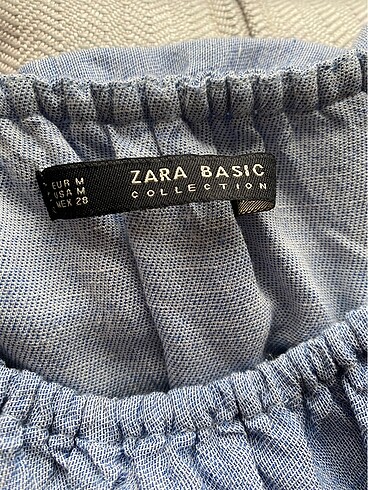 ZARA BASIC
COLLECTION
EUR M
USA M
MEX 28